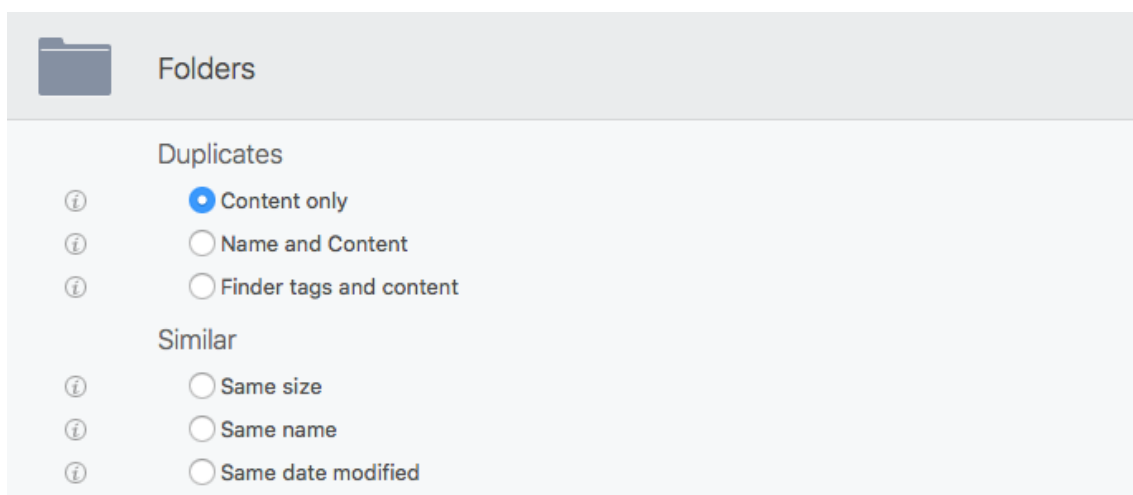 Folders
Duplicates
Content only
Name and Content
Finder tags and content
Similar
Same size
Same name
Same date modified